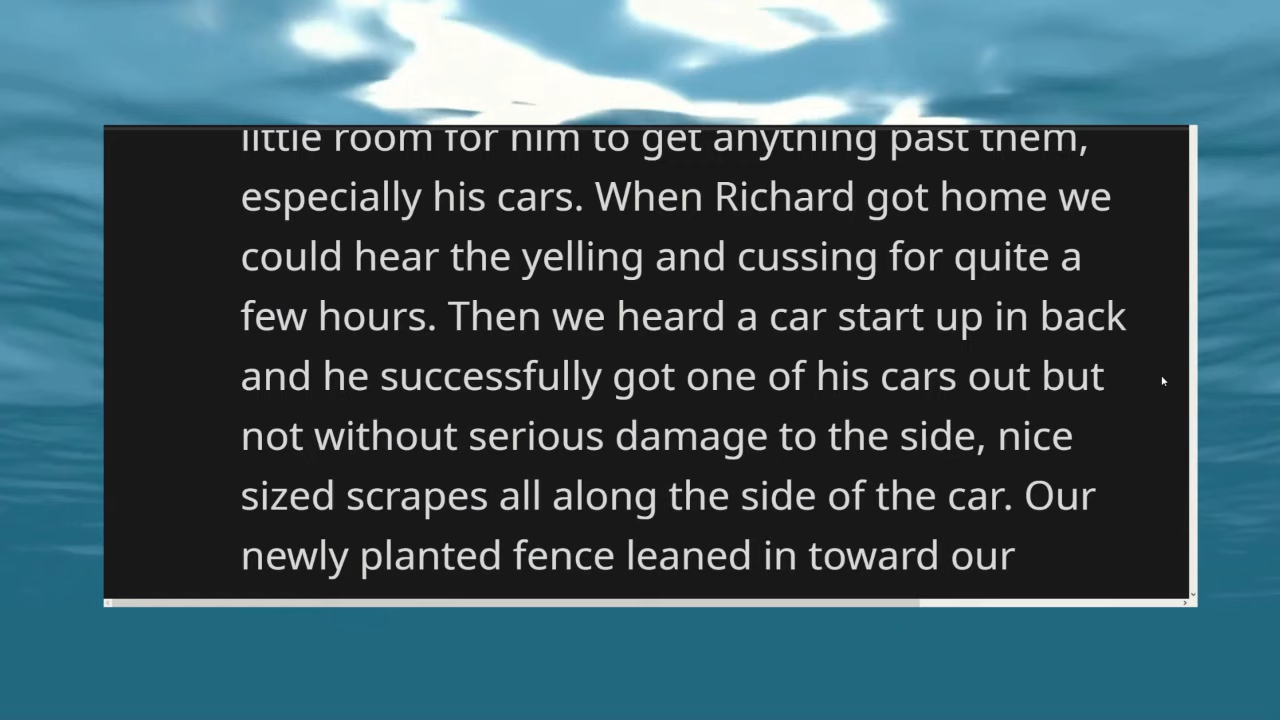 little room for him to get anything past them,
especially his cars. When Richard got home we
could hear the yelling and cussing for quite a
few hours. Then we heard a car start up in back
and he successfully got one of his cars out but
not without serious damage to the side, nice
sized scrapes all along the side of the car. Our
newly planted fence leaned in toward our